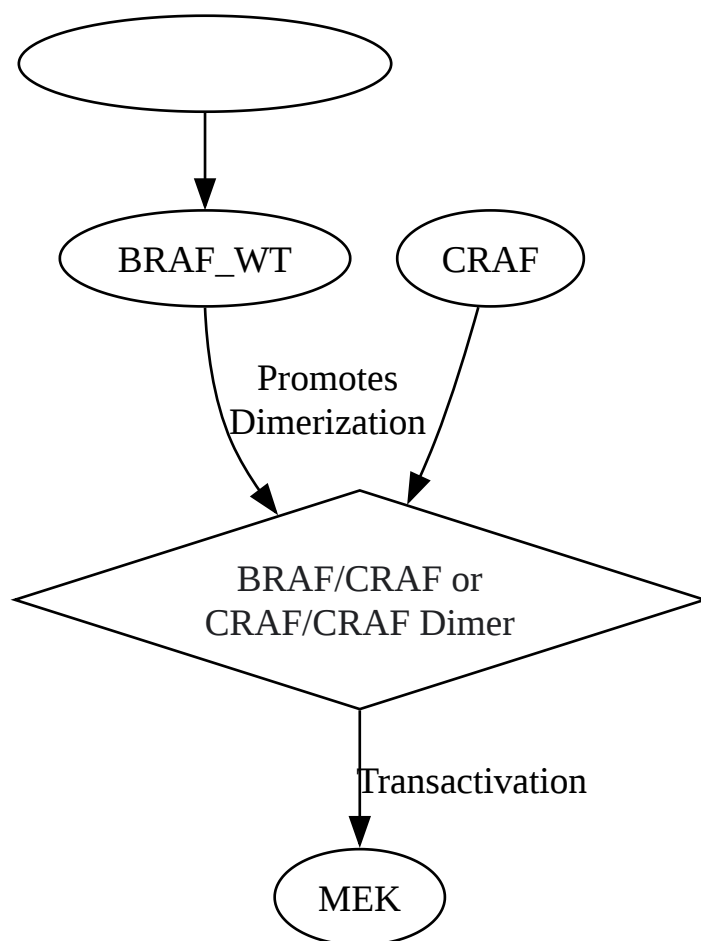 BRAF_WT
CRAF
Promotes
Dimerization
BRAF/CRAF or
CRAF/CRAF Dimer
Transactivation
MEK